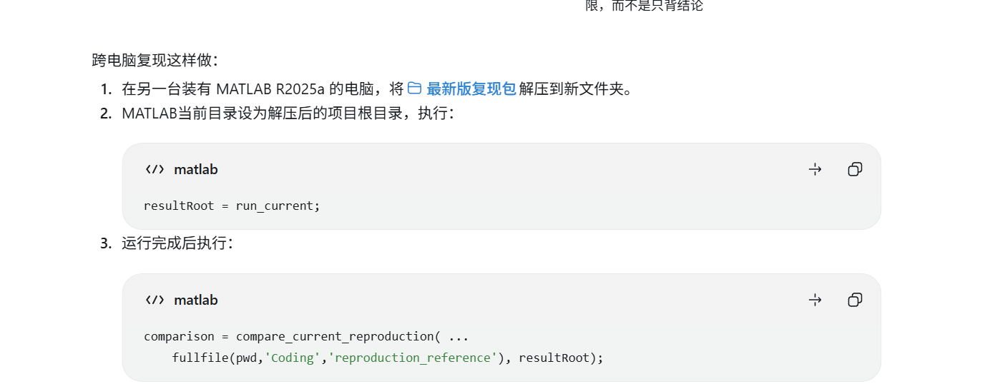 限，而不是只背结论
跨电脑复现这样做：
1. 在另一台装有 MATLAB R2025a 的电脑，将 最新版复现包 解压到新文件夹。
2. MATLAB当前目录设为解压后的项目根目录，执行：
matlab
resultRoot = run_current;
3. 运行完成后执行：
matlab
comparison = compare_current_reproduction( ...
    fullfile(pwd,'Coding','reproduction_reference'), resultRoot);